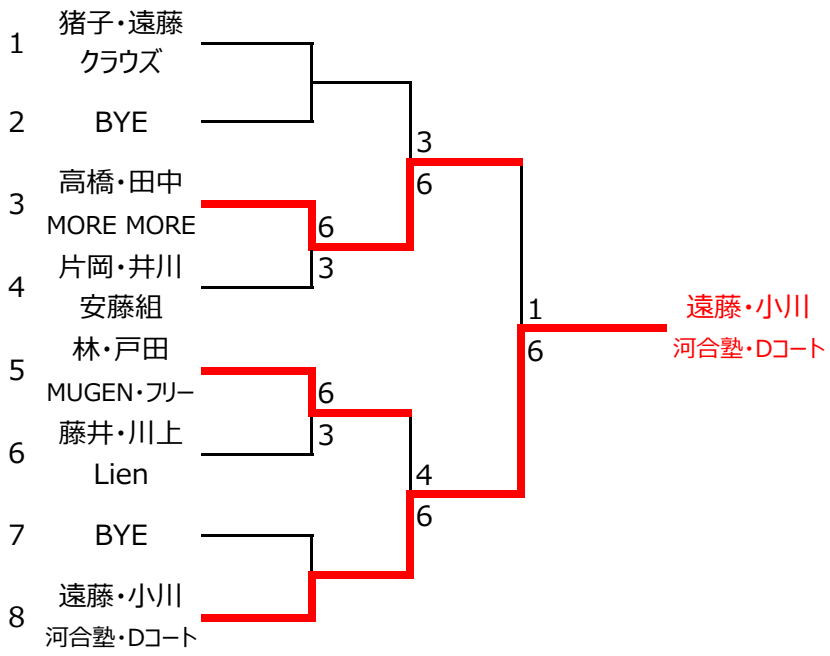 1
猪子・遠藤
クラウズ
2
BYE
3
高橋・田中
MORE MORE
4
片岡・井川
安藤組
5
林・戸田
MUGEN・フリー
6
藤井・川上
Lien
7
BYE
8
遠藤・小川
河合塾・Dコート
6
3
6
3
3
6
4
6
1
6
遠藤・小川
河合塾・Dコート